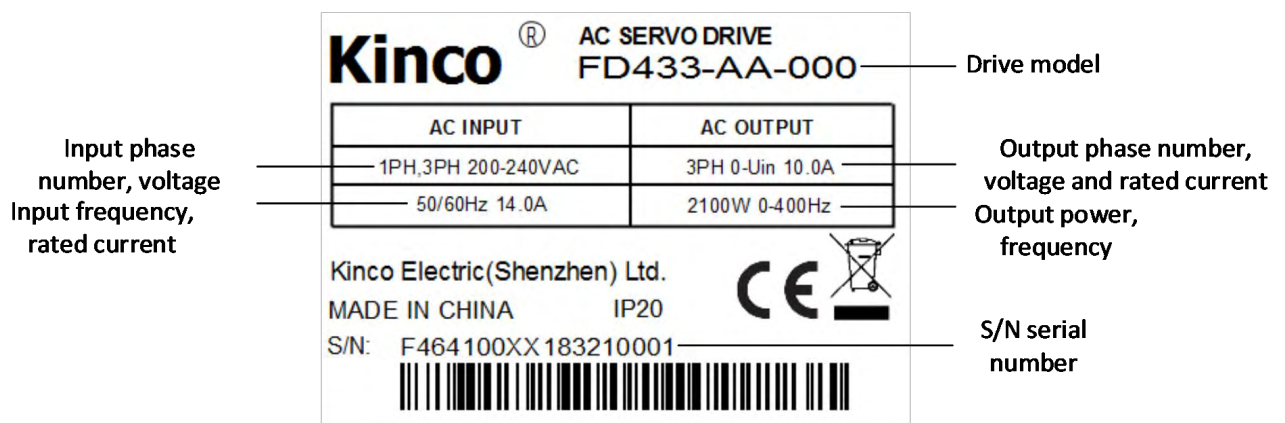 Kinco ®
AC SERVO DRIVE
FD433-AA-000
Drive model
AC INPUT
AC OUTPUT
Input phase
number, voltage
1PH,3PH 200-240VAC
3PH 0-Uin 10.0A
Output phase number,
voltage and rated current
Input frequency,
rated current
50/60Hz 14.0A
2100W 0-400Hz
Output power,
frequency
Kinco Electric(Shenzhen) Ltd.
CE
MADE IN CHINA IP20
S/N: F464100XX183210001
S/N serial
number